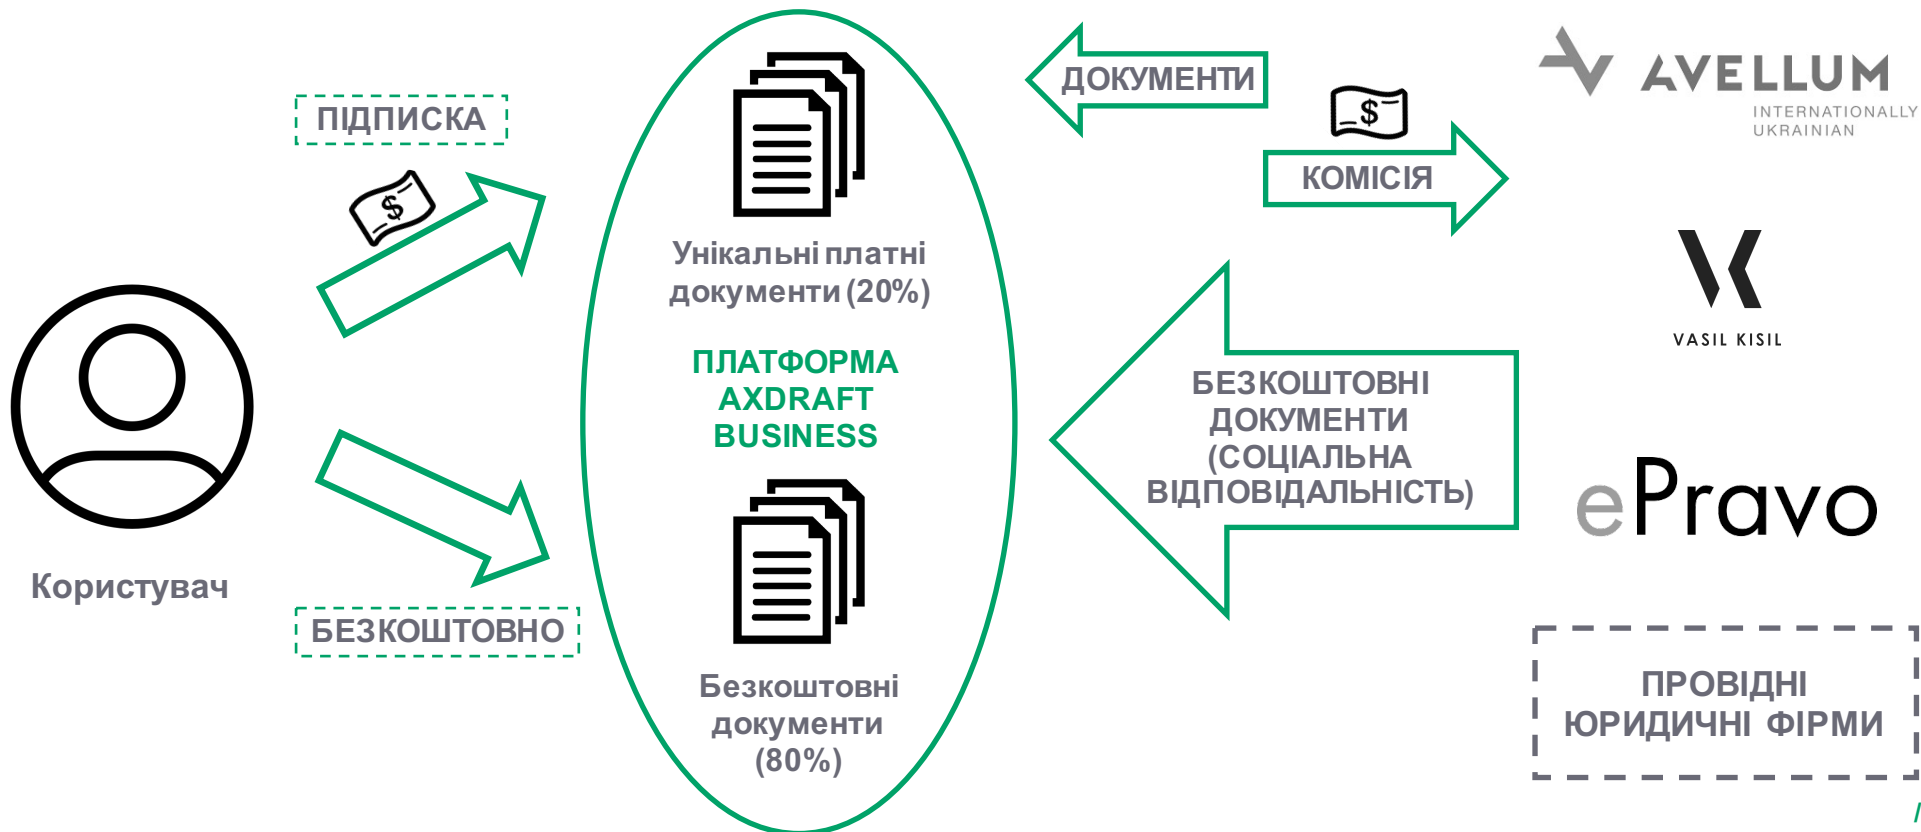 ПІДПИСКА
$
Користувач
БЕЗКОШТОВНО
Унікальні платні
документи (20%)
ПЛАТФОРМА
AXDRAFT
BUSINESS
Безкоштовні
документи
(80%)
ДОКУМЕНТИ
$
КОМІСІЯ
БЕЗКОШТОВНІ
ДОКУМЕНТИ
(СОЦІАЛЬНА
ВІДПОВІДАЛЬНІСТЬ)
AVELLUM
INTERNATIONALLY
UKRAINIAN
VASIL KISIL
ePravo
ПРОВІДНІ
ЮРИДИЧНІ ФІРМИ
/